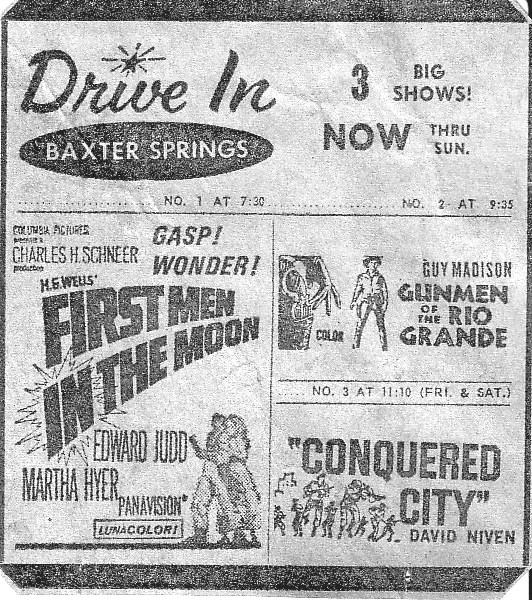 Drive In
BAXTER SPRINGS
3 BIG SHOWS!
NOW THRU SUN.
NO. 1 AT 7:30
NO. 2 AT 9:35
COLUMBIA PICTURES
presents a
CHARLES H. SCHNEER
production
GASP!
WONDER!
H.G. WELLS'
FIRST MEN
IN THE MOON
EDWARD JUDD
MARTHA HYER
PANAVISION®
LUNACOLOR!
GUY MADISON
GUNMEN
OF THE RIO
GRANDE
COLOR
NO. 3 AT 11:10 (FRI. & SAT.)
"CONQUERED
CITY"
DAVID NIVEN